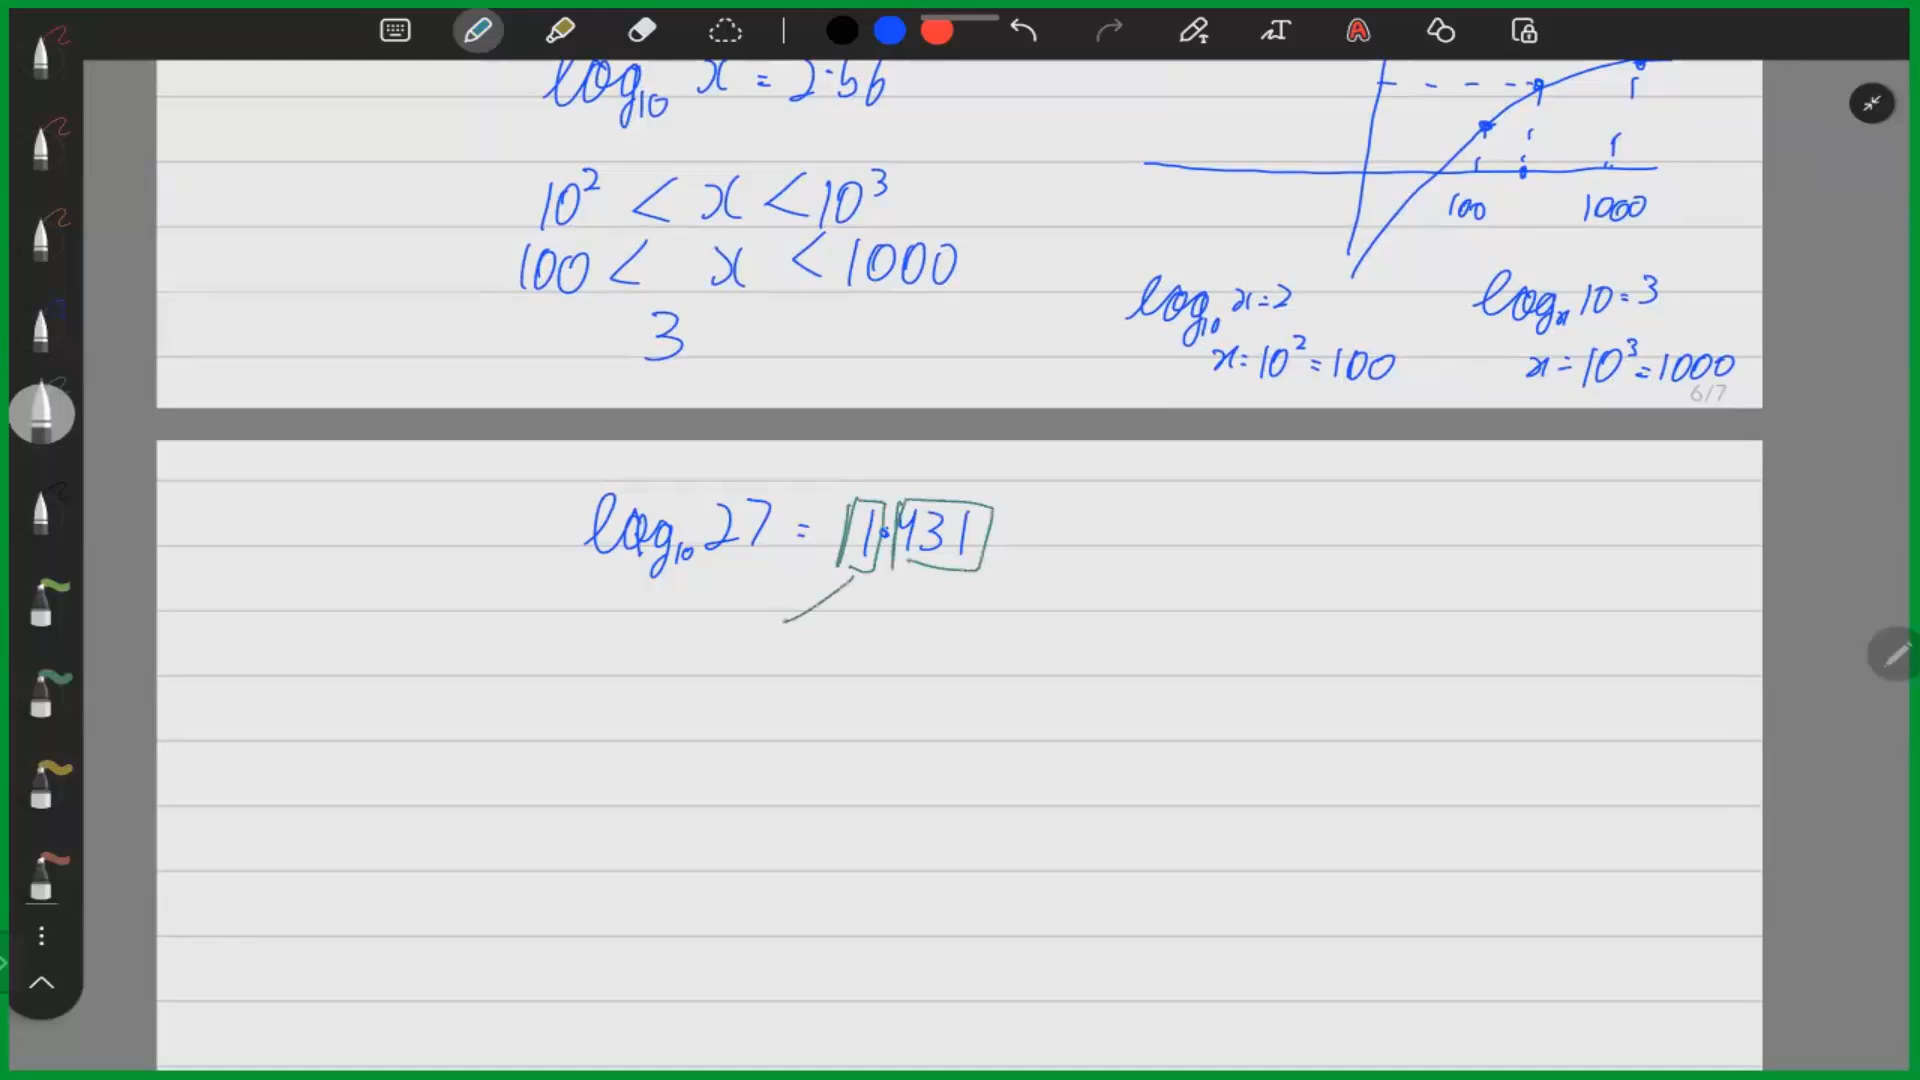 log₁₀ x = 2.56
10² < x < 10³
100 < x < 1000
3
100 1000
log₁₀ x=2
x=10²=100
logₓ 10=3
x=10³=1000
6/7
log₁₀ 27 = 1.431